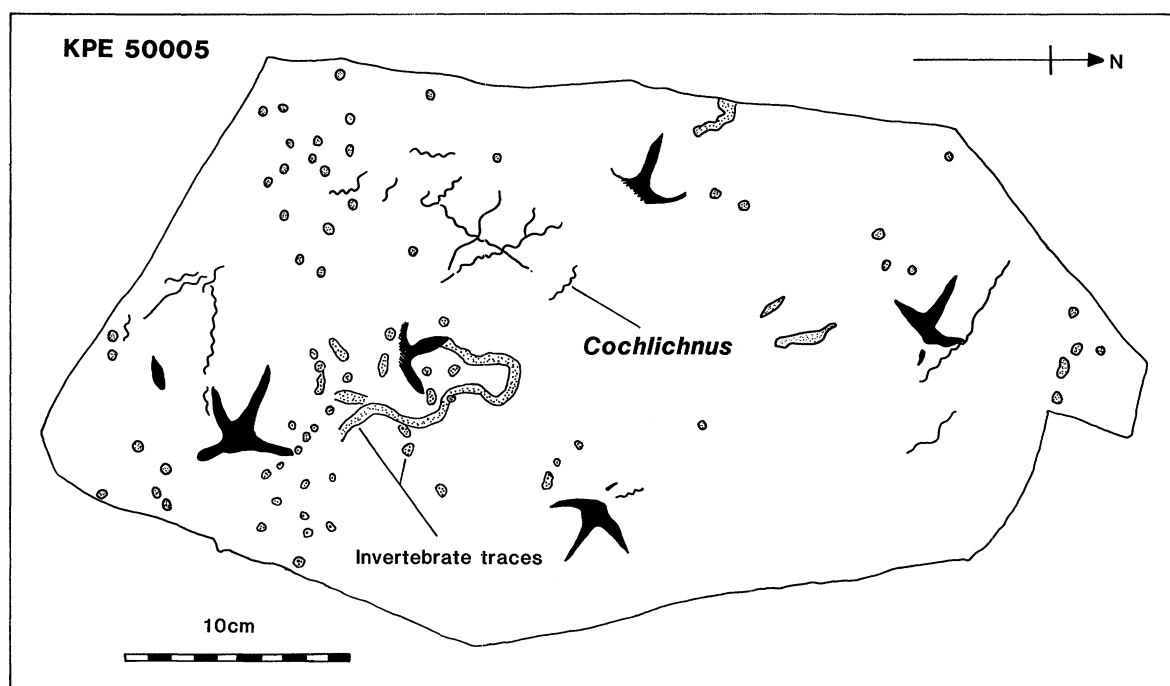 KPE 50005
N
Cochlichnus
Invertebrate traces
10cm